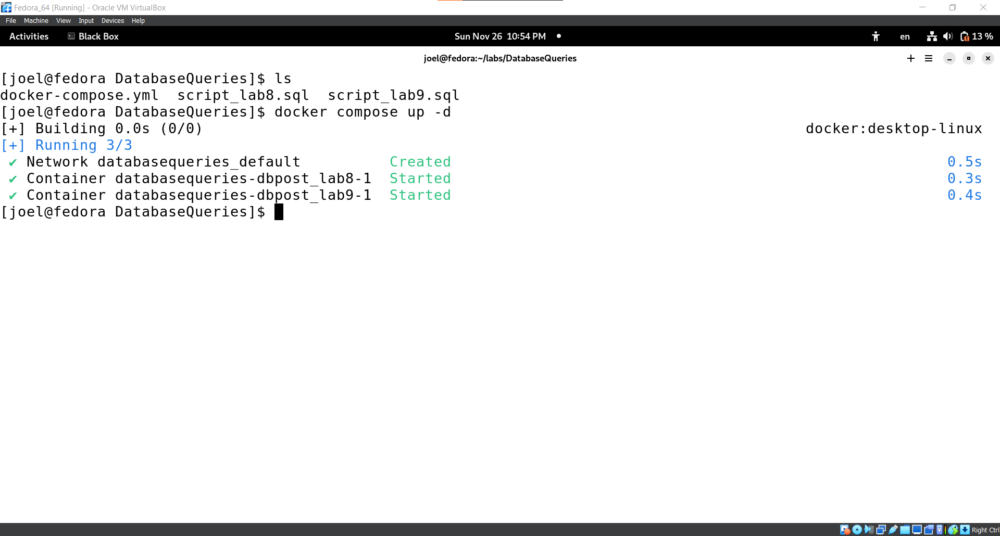 Fedora_64 [Running] - Oracle VM VirtualBox
File Machine View Input Devices Help
Activities Black Box Sun Nov 26 10:54 PM en 13 %
joel@fedora:~/labs/DatabaseQueries
[joel@fedora DatabaseQueries]$ ls
docker-compose.yml script_lab8.sql script_lab9.sql
[joel@fedora DatabaseQueries]$ docker compose up -d
[+] Building 0.0s (0/0) docker:desktop-linux
[+] Running 3/3
✔ Network databasequeries_default Created 0.5s
✔ Container databasequeries-dbpost_lab8-1 Started 0.3s
✔ Container databasequeries-dbpost_lab9-1 Started 0.4s
[joel@fedora DatabaseQueries]$
Right Ctrl